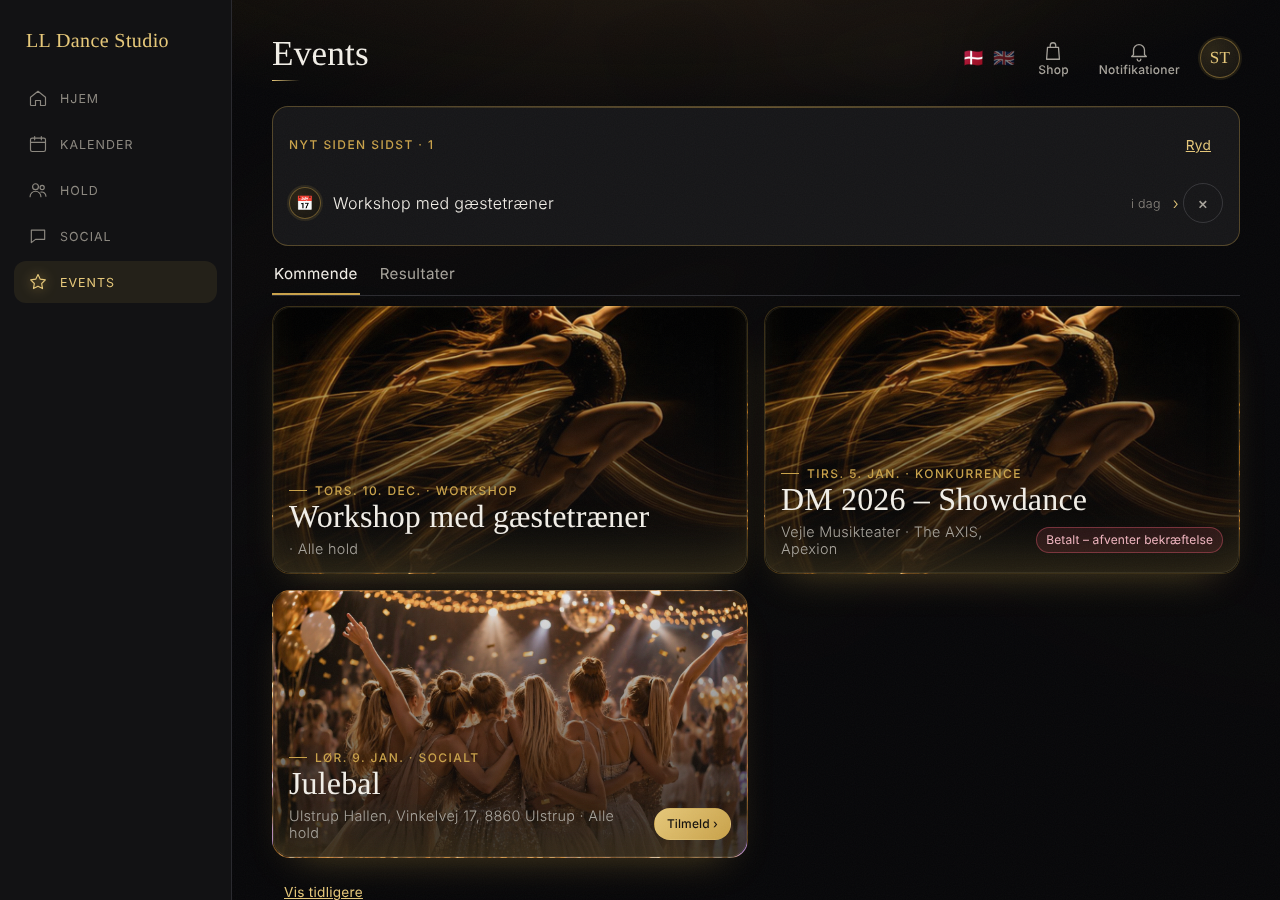 LL Dance Studio
HJEM
KALENDER
HOLD
SOCIAL
EVENTS
Events
Shop
Notifikationer
ST
NYT SIDEN SIDST · 1
Ryd
Workshop med gæstetræner
i dag
Kommende
Resultater
TORS. 10. DEC. · WORKSHOP
Workshop med gæstetræner
· Alle hold
TIRS. 5. JAN. · KONKURRENCE
DM 2026 – Showdance
Vejle Musikteater · The AXIS,
Apexion
Betalt – afventer bekræftelse
LØR. 9. JAN. · SOCIALT
Julebal
Ulstrup Hallen, Vinkelvej 17, 8860 Ulstrup · Alle
hold
Tilmeld ›
Vis tidligere